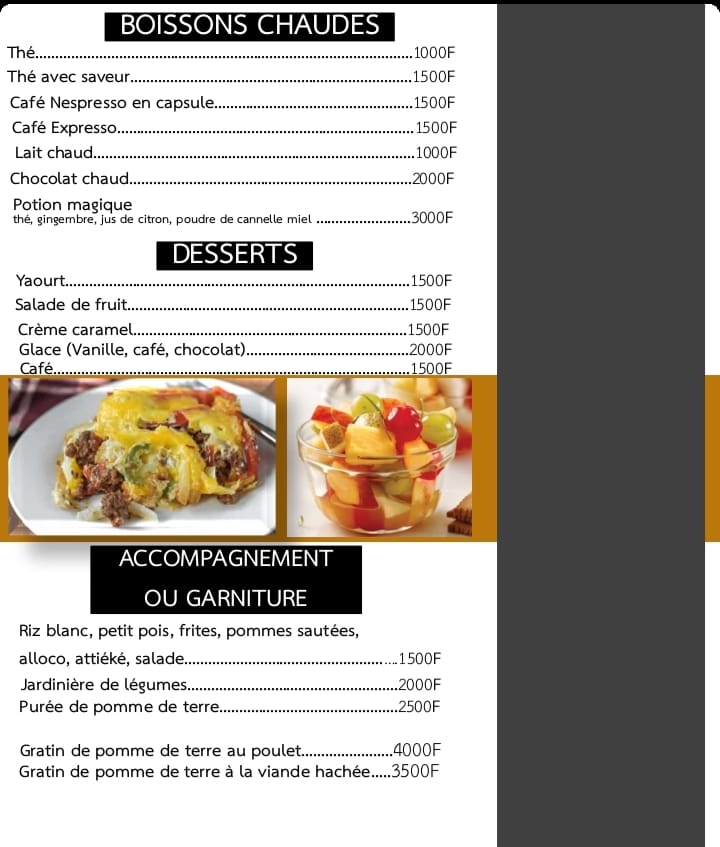 BOISSONS CHAUDES
Thé.....................................................................................1000F
Thé avec saveur...............................................................1500F
Café Nespresso en capsule............................................1500F
Café Expresso..................................................................1500F
Lait chaud........................................................................1000F
Chocolat chaud...............................................................2000F
Potion magique
thé, gingembre, jus de citron, poudre de cannelle miel .........................3000F
DESSERTS
Yaourt.............................................................................1500F
Salade de fruit...............................................................1500F
Crème caramel.............................................................1500F
Glace (Vanille, café, chocolat)....................................2000F
Café................................................................................1500F
ACCOMPAGNEMENT
OU GARNITURE
Riz blanc, petit pois, frites, pommes sautées,
alloco, attiéké, salade................................................1500F
Jardinière de légumes...............................................2000F
Purée de pomme de terre........................................2500F
Gratin de pomme de terre au poulet.......................4000F
Gratin de pomme de terre à la viande hachée.....3500F